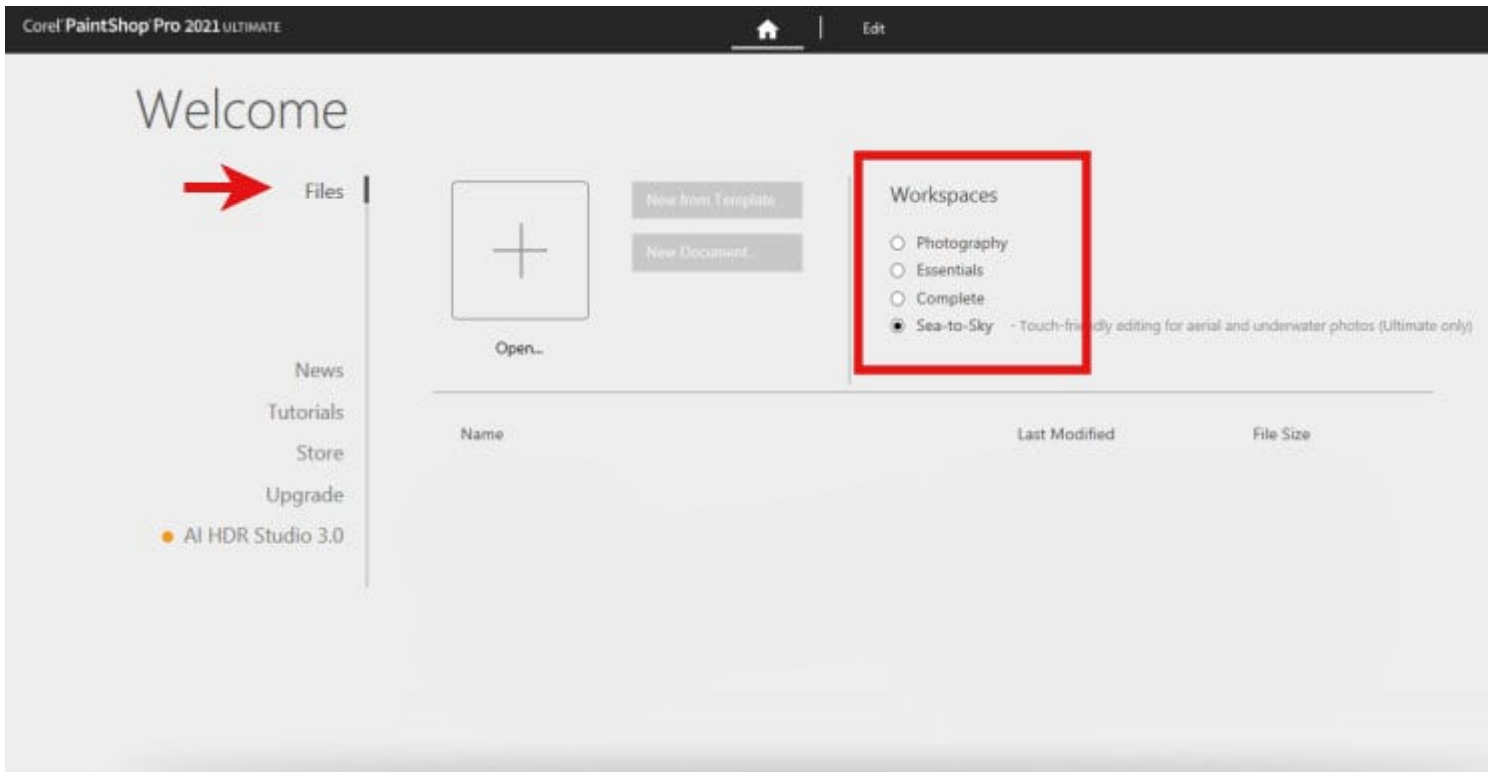 Corel PaintShop Pro 2021 ULTIMATE
Edit
Welcome
Files
News
Tutorials
Store
Upgrade
AI HDR Studio 3.0
Open...
New from Template...
New Document...
Workspaces
Photography
Essentials
Complete
Sea-to-Sky - Touch-friendly editing for aerial and underwater photos (Ultimate only)
Name Last Modified File Size